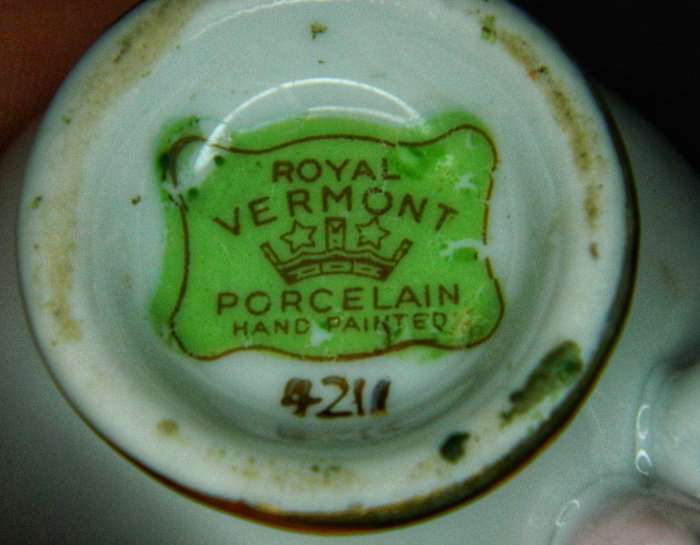 ROYAL
VERMONT
PORCELAIN
HAND PAINTED
4211